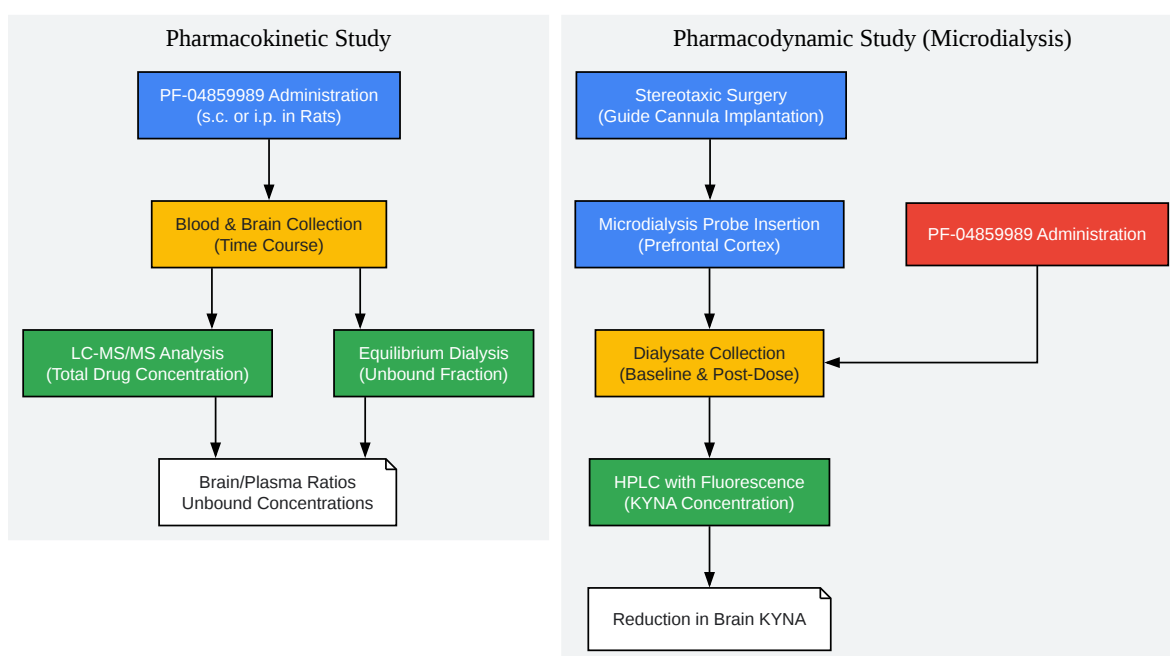 Pharmacokinetic Study
PF-04859989 Administration
(s.c. or i.p. in Rats)
Blood & Brain Collection
(Time Course)
LC-MS/MS Analysis
(Total Drug Concentration)
Equilibrium Dialysis
(Unbound Fraction)
Brain/Plasma Ratios
Unbound Concentrations
Pharmacodynamic Study (Microdialysis)
Stereotaxic Surgery
(Guide Cannula Implantation)
Microdialysis Probe Insertion
(Prefrontal Cortex)
PF-04859989 Administration
Dialysate Collection
(Baseline & Post-Dose)
HPLC with Fluorescence
(KYNA Concentration)
Reduction in Brain KYNA